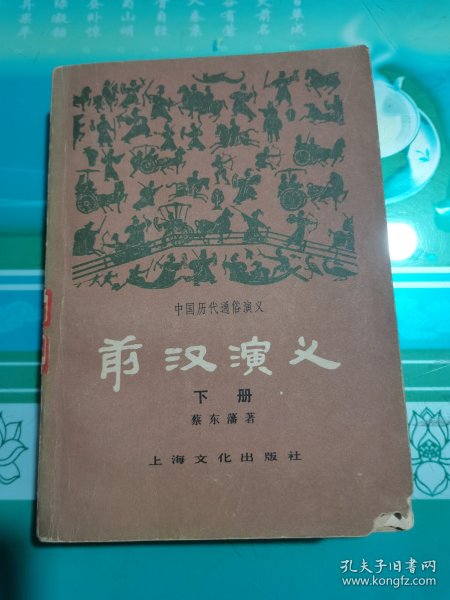 中国历代通俗演义
前汉演义
下册
蔡东藩著
上海文化出版社
孔夫子旧书网
www.kongfz.com